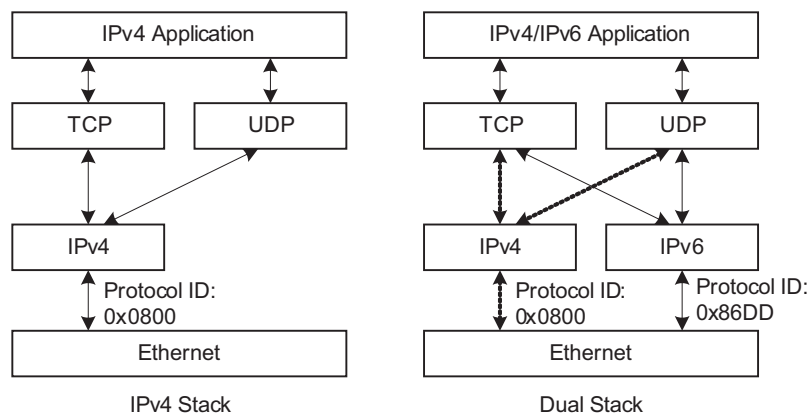 IPv4 Application
TCP
UDP
IPv4
Protocol ID:
0x0800
Ethernet
IPv4 Stack
IPv4/IPv6 Application
TCP
UDP
IPv4
IPv6
Protocol ID:
0x0800
Protocol ID:
0x86DD
Ethernet
Dual Stack